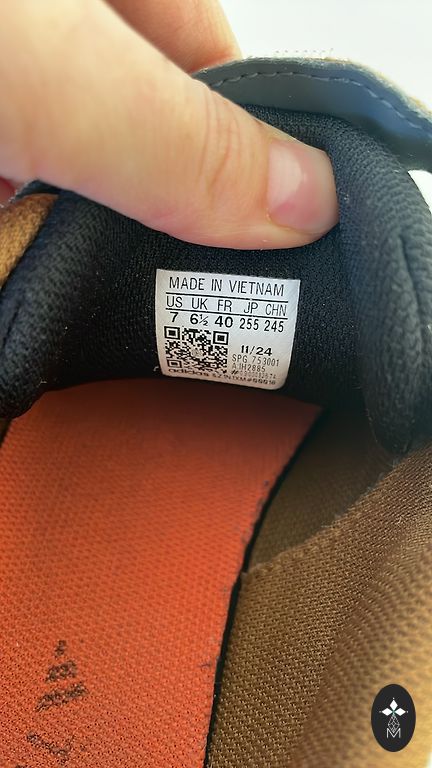 MADE IN VIETNAM
US UK FR JP CHN
7 6½ 40 255 245
11/24
SPG 753001
adidas
M